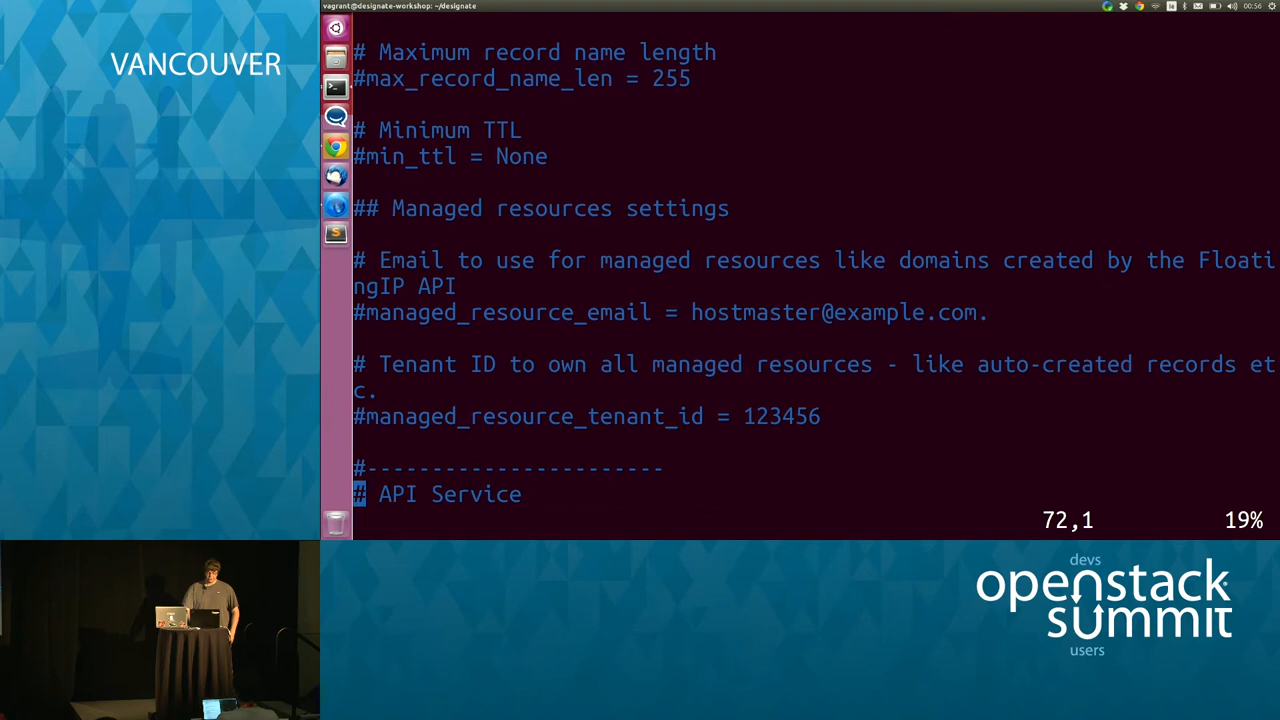 vagrant@designate-workshop: ~/designate
00:56
VANCOUVER
# Maximum record name length
#max_record_name_len = 255
# Minimum TTL
#min_ttl = None
## Managed resources settings
# Email to use for managed resources like domains created by the Floati
ngIP API
#managed_resource_email = hostmaster@example.com.
# Tenant ID to own all managed resources - like auto-created records et
c.
#managed_resource_tenant_id = 123456
#-----------------------
# API Service
72,1
19%
devs
openstack
summit
users